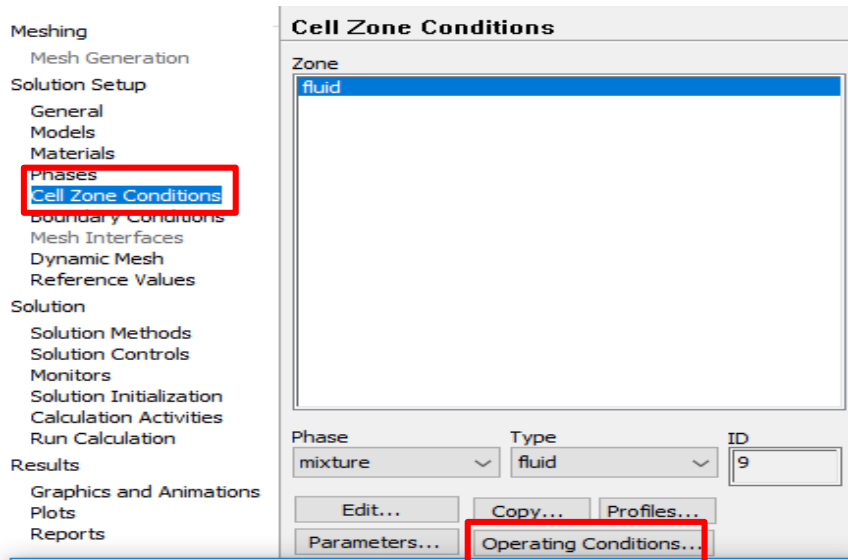 Meshing
Mesh Generation
Solution Setup
General
Models
Materials
Phases
Cell Zone Conditions
Boundary Conditions
Mesh Interfaces
Dynamic Mesh
Reference Values
Solution
Solution Methods
Solution Controls
Monitors
Solution Initialization
Calculation Activities
Run Calculation
Results
Graphics and Animations
Plots
Reports
Cell Zone Conditions
Zone
fluid
Phase Type ID
mixture fluid 9
Edit... Copy... Profiles...
Parameters... Operating Conditions...